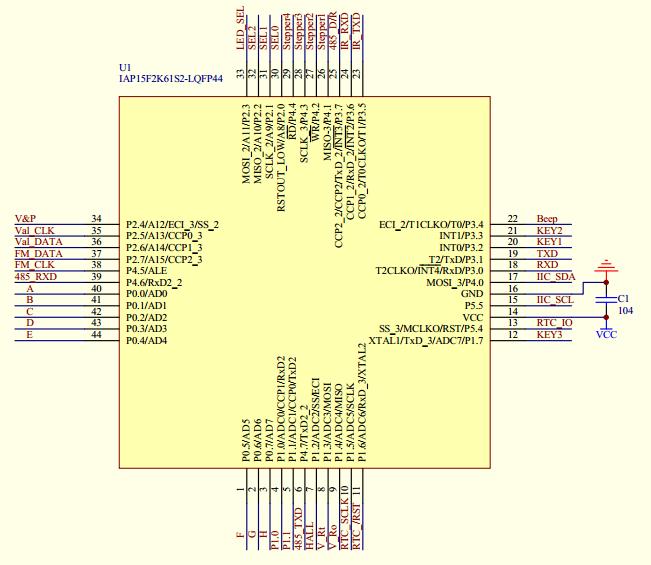 LED_SEL
SEL2
SEL1
SEL0
Stepper4
Stepper3
Stepper2
Stepper1
485_D/R
IR_RXD
IR_TXD
33
32
31
30
29
28
27
26
25
24
23
U1
IAP15F2K61S2-LQFP44
MOSI_2/A11/P2.3
MISO_2/A10/P2.2
SCLK_2/A9/P2.1
RSTOUT_LOW/A8/P2.0
RD/P4.4
SCLK_3/P4.3
WR/P4.2
MISO-3/P4.1
CCP2_2/CCP2/TxD_2/INT3/P3.7
CCP1_2/RxD_2/INT2/P3.6
CCP0_2/T0CLKO/T1/P3.5
V&P 34 P2.4/A12/ECI_3/SS_2
Val_CLK 35 P2.5/A13/CCP0_3
Val_DATA 36 P2.6/A14/CCP1_3
FM_DATA 37 P2.7/A15/CCP2_3
FM_CLK 38 P4.5/ALE
485_RXD 39 P4.6/RxD2_2
A 40 P0.0/AD0
B 41 P0.1/AD1
C 42 P0.2/AD2
D 43 P0.3/AD3
E 44 P0.4/AD4
ECI_2/T1CLKO/T0/P3.4 22 Beep
INT1/P3.3 21 KEY2
INT0/P3.2 20 KEY1
T2/TxD/P3.1 19 TXD
T2CLKO/INT4/RxD/P3.0 18 RXD
MOSI_3/P4.0 17 IIC_SDA
GND 16
P5.5 15 IIC_SCL
VCC 14
SS_3/MCLKO/RST/P5.4 13 RTC_IO
XTAL1/TxD_3/ADC7/P1.7 12 KEY3
C1
104
VCC
P0.5/AD5
P0.6/AD6
P0.7/AD7
P1.0/ADC0/CCP1/RxD2
P1.1/ADC1/CCP0/TxD2
P4.7/TxD2_2
P1.2/ADC2/SS/ECI
P1.3/ADC3/MOSI
P1.4/ADC4/MISO
P1.5/ADC5/SCLK
P1.6/ADC6/RxD_3/XTAL2
1
2
3
4
5
6
7
8
9
10
11
F
G
H
P1.0
P1.1
485_TXD
HALL
V_Rt
V_Ro
RTC_SCLK
RTC_/RST